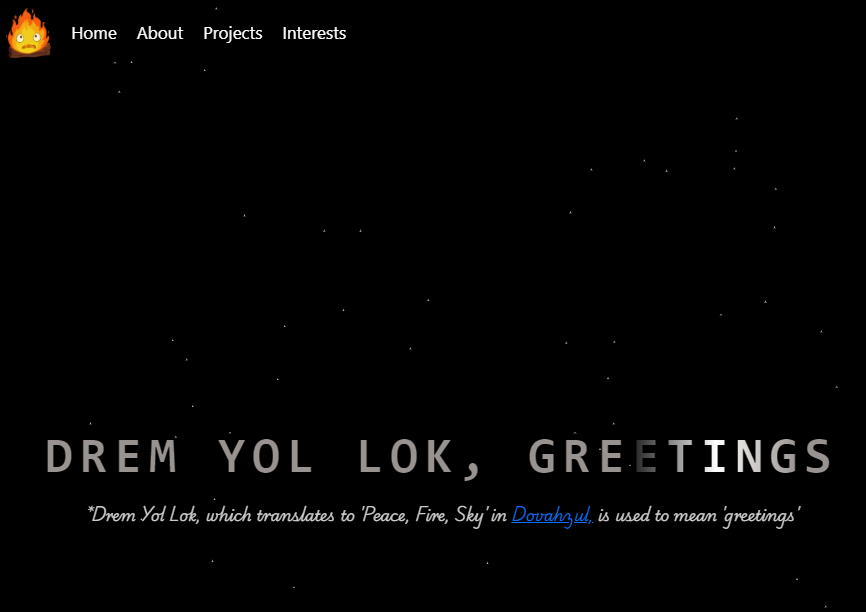 Home About Projects Interests
DREM YOL LOK, GREETINGS
*Drem Yol Lok, which translates to 'Peace, Fire, Sky' in Dovahzul, is used to mean 'greetings'